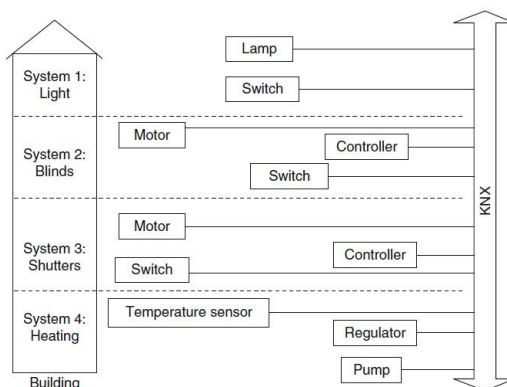 System 1:
Light
Lamp
Switch
System 2:
Blinds
Motor
Controller
Switch
System 3:
Shutters
Motor
Controller
Switch
System 4:
Heating
Temperature sensor
Regulator
Pump
Building
KNX